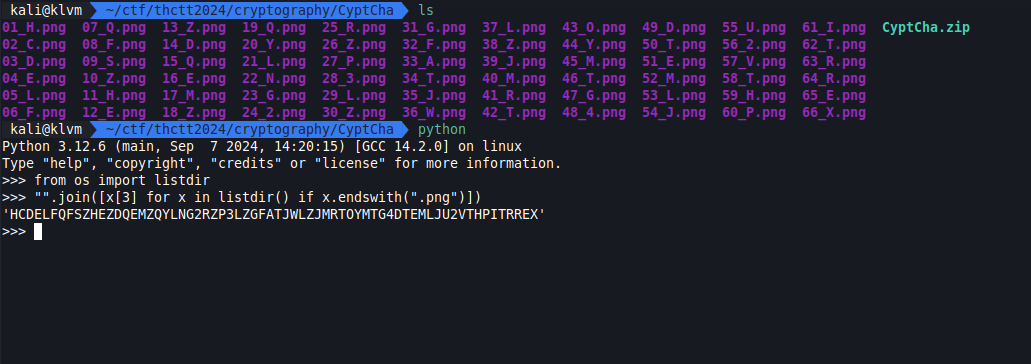 kali@klvm ~/ctf/thctt2024/cryptography/CyptCha ls
01_H.png 07_Q.png 13_Z.png 19_Q.png 25_R.png 31_G.png 37_L.png 43_O.png 49_D.png 55_U.png 61_I.png CyptCha.zip
02_C.png 08_F.png 14_D.png 20_Y.png 26_Z.png 32_F.png 38_Z.png 44_Y.png 50_T.png 56_2.png 62_T.png
03_D.png 09_S.png 15_Q.png 21_L.png 27_P.png 33_A.png 39_J.png 45_M.png 51_E.png 57_V.png 63_R.png
04_E.png 10_Z.png 16_E.png 22_N.png 28_3.png 34_T.png 40_M.png 46_T.png 52_M.png 58_T.png 64_R.png
05_L.png 11_H.png 17_M.png 23_G.png 29_L.png 35_J.png 41_R.png 47_G.png 53_L.png 59_H.png 65_E.png
06_F.png 12_E.png 18_Z.png 24_2.png 30_Z.png 36_W.png 42_T.png 48_4.png 54_J.png 60_P.png 66_X.png
kali@klvm ~/ctf/thctt2024/cryptography/CyptCha python
Python 3.12.6 (main, Sep  7 2024, 14:20:15) [GCC 14.2.0] on linux
Type "help", "copyright", "credits" or "license" for more information.
>>> from os import listdir
>>> "".join([x[3] for x in listdir() if x.endswith(".png")])
'HCDELFQFSZHEZDQEMZQYLNG2RZP3LZGFATJWLZJMRTOYMTG4DTEMLJU2VTHPITRREX'
>>>